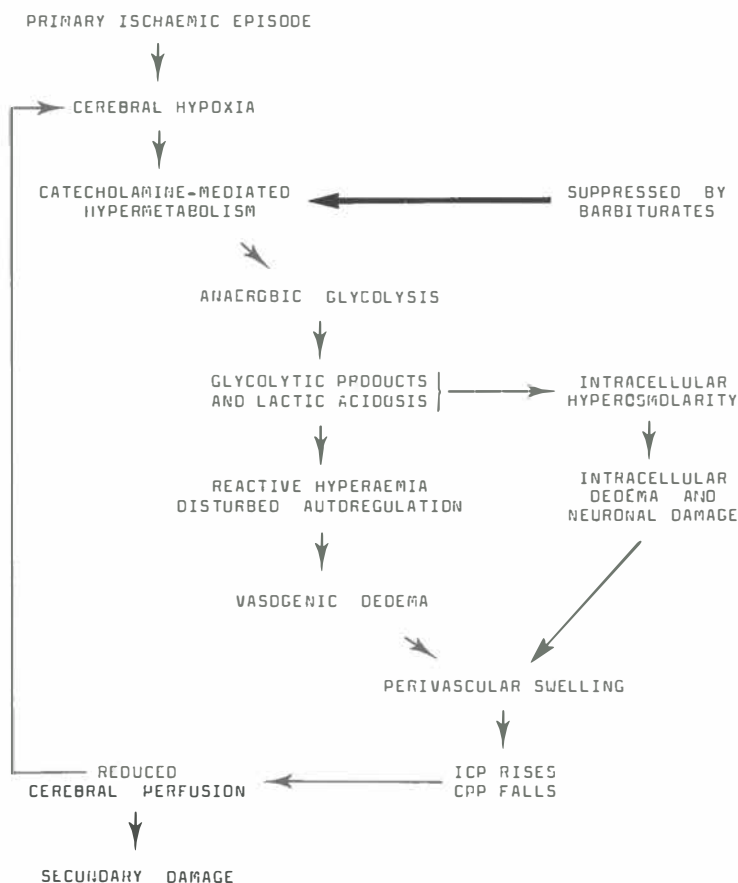 PRIMARY ISCHAEMIC EPISODE
CEREBRAL HYPOXIA
CATECHOLAMINE-MEDIATED
HYPERMETABOLISM
SUPPRESSED BY
BARBITURATES
ANAEROBIC GLYCOLYSIS
GLYCOLYTIC PRODUCTS
AND LACTIC ACIDOSIS
INTRACELLULAR
HYPEROSMOLARITY
REACTIVE HYPERAEMIA
DISTURBED AUTOREGULATION
INTRACELLULAR
OEDEMA AND
NEURONAL DAMAGE
VASOGENIC OEDEMA
PERIVASCULAR SWELLING
REDUCED
CEREBRAL PERFUSION
ICP RISES
CPP FALLS
SECONDARY DAMAGE